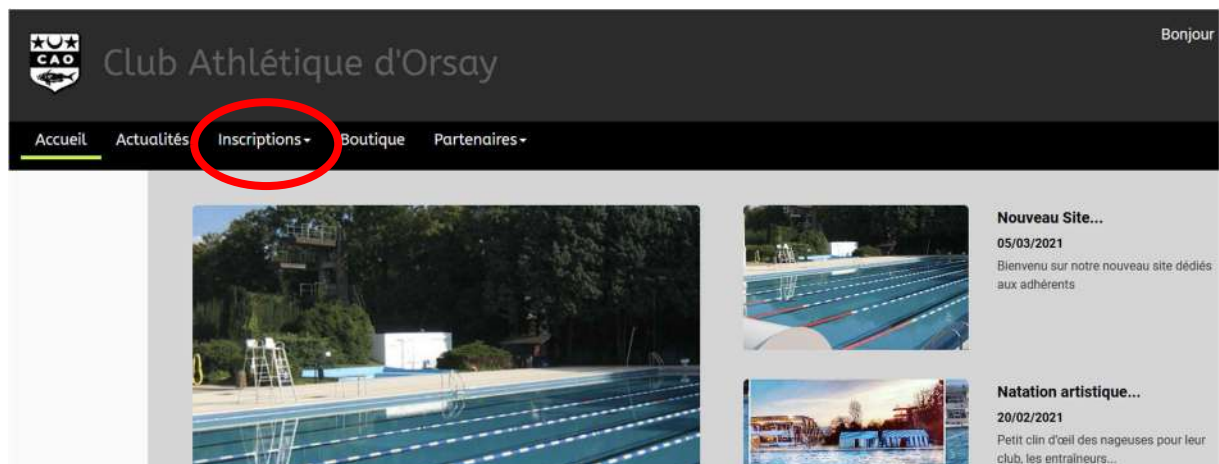 Bonjour
CAO
Club Athlétique d'Orsay
Accueil Actualités Inscriptions Boutique Partenaires
Nouveau Site...
05/03/2021
Bienvenu sur notre nouveau site dédiés
aux adhérents
Natation artistique...
20/02/2021
Petit clin d'œil des nageuses pour leur
club, les entraîneurs...